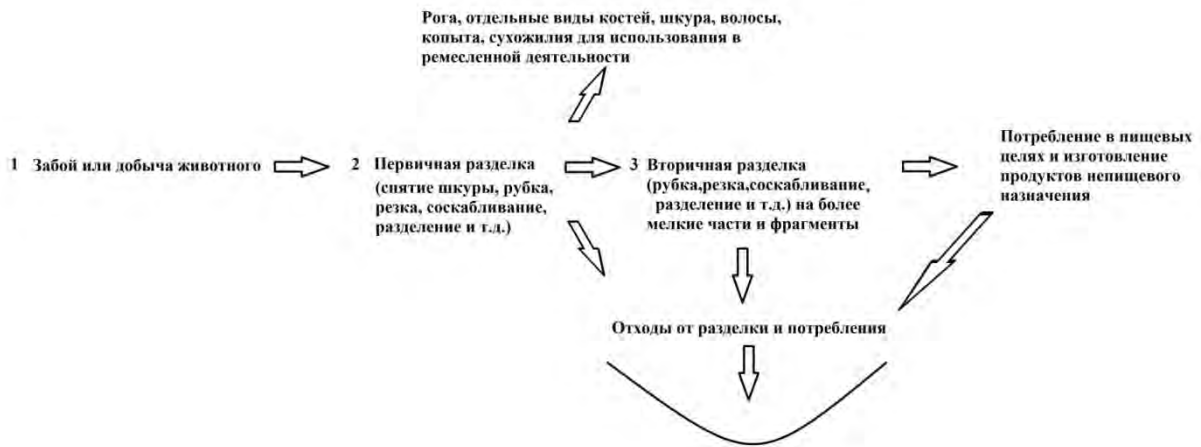 Рога, отдельные виды костей, шкура, волосы,
копыта, сухожилия для использования в
ремесленной деятельности
1 Забой или добыча животного
2 Первичная разделка
(снятие шкуры, рубка,
резка, соскабливание,
разделение и т.д.)
3 Вторичная разделка
(рубка,резка,соскабливание,
разделение и т.д.) на более
мелкие части и фрагменты
Потребление в пищевых
целях и изготовление
продуктов непищевого
назначения
Отходы от разделки и потребления